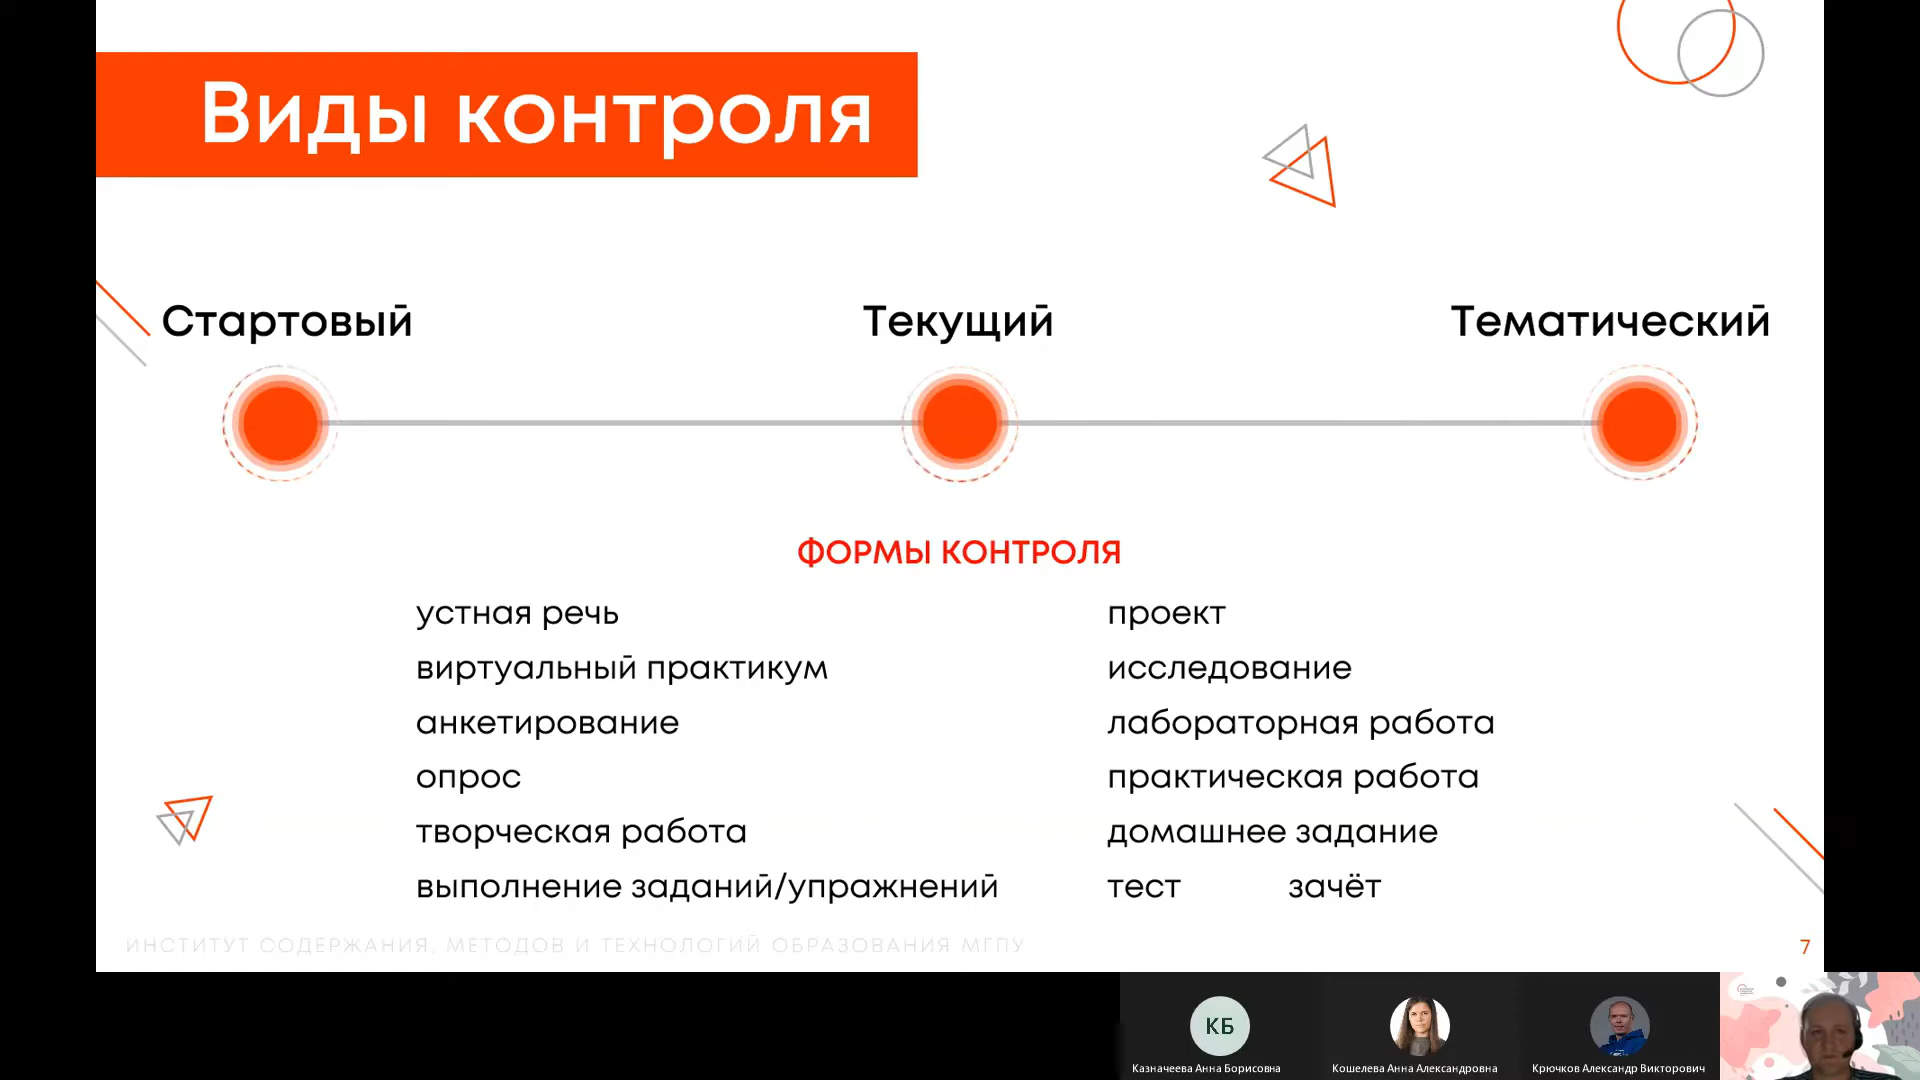 Виды контроля
Стартовый
Текущий
Тематический
ФОРМЫ КОНТРОЛЯ
устная речь
виртуальный практикум
анкетирование
опрос
творческая работа
выполнение заданий/упражнений
проект
исследование
лабораторная работа
практическая работа
домашнее задание
тест зачёт
ИНСТИТУТ СОДЕРЖАНИЯ, МЕТОДОВ И ТЕХНОЛОГИЙ ОБРАЗОВАНИЯ МГПУ
7
КБ
Казначеева Анна Борисовна
Кошелева Анна Александровна
Крючков Александр Викторович